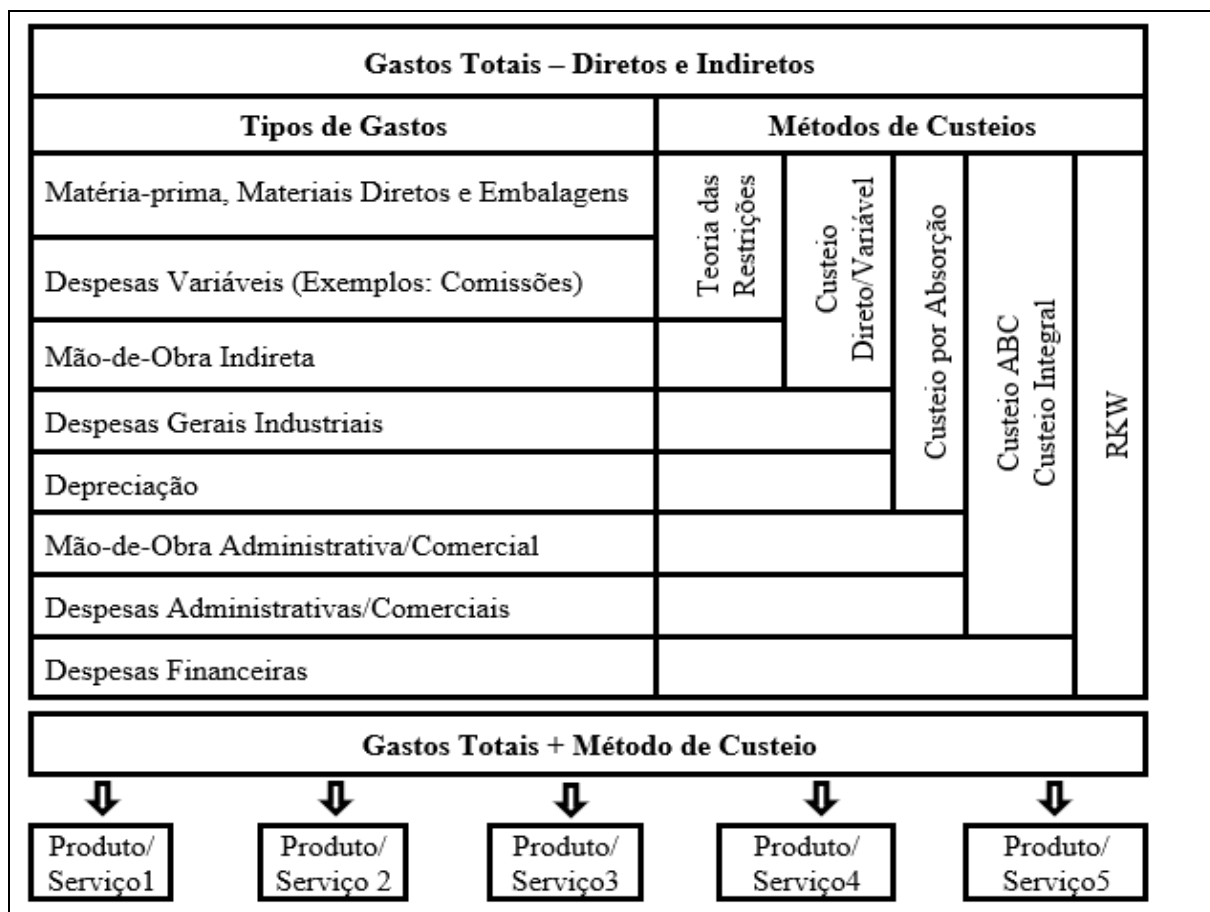 Gastos Totais – Diretos e Indiretos
Tipos de Gastos
Métodos de Custeios
Matéria-prima, Materiais Diretos e Embalagens
Despesas Variáveis (Exemplos: Comissões)
Mão-de-Obra Indireta
Despesas Gerais Industriais
Depreciação
Mão-de-Obra Administrativa/Comercial
Despesas Administrativas/Comerciais
Despesas Financeiras
Teoria das
Restrições
Custeio
Direto/Variável
Custeio por Absorção
Custeio ABC
Custeio Integral
RKW
Gastos Totais + Método de Custeio
Produto/
Serviço1
Produto/
Serviço 2
Produto/
Serviço3
Produto/
Serviço4
Produto/
Serviço5